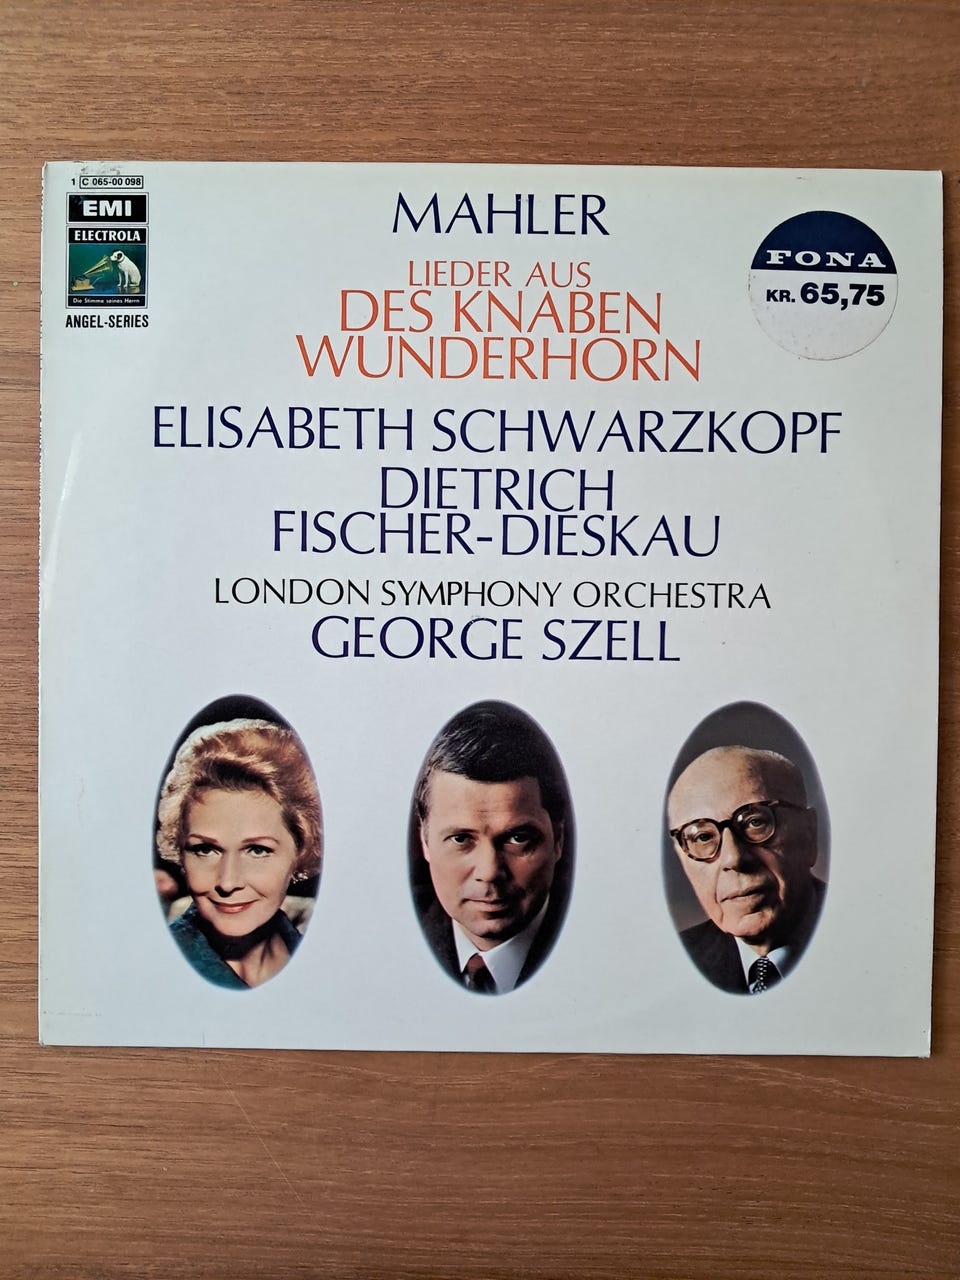 1 C 065-00 098
EMI
ELECTROLA
Die Stimme seines Herrn
ANGEL-SERIES
MAHLER
LIEDER AUS
DES KNABEN
WUNDERHORN
FONA
KR. 65,75
ELISABETH SCHWARZKOPF
DIETRICH
FISCHER-DIESKAU
LONDON SYMPHONY ORCHESTRA
GEORGE SZELL